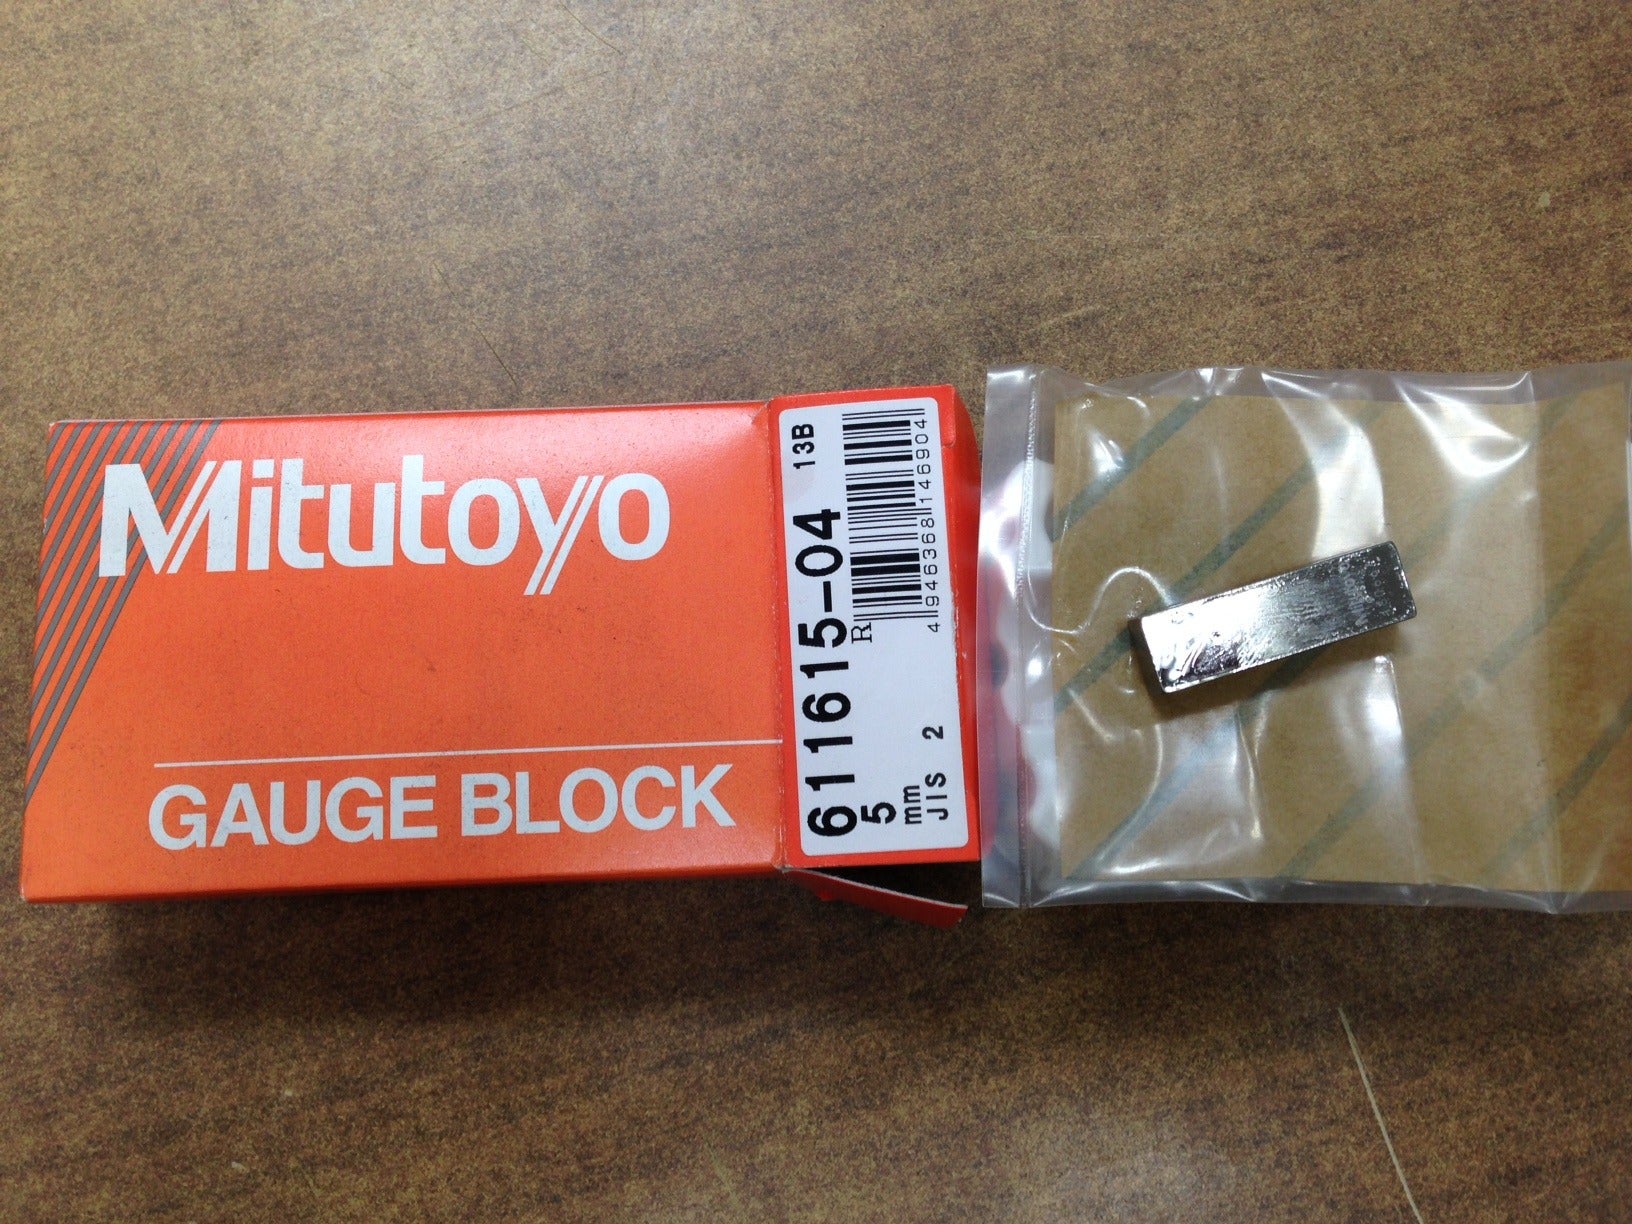 Mitutoyo
GAUGE BLOCK
611615-04 13B
5
mm
JIS 2
R
4946368146904